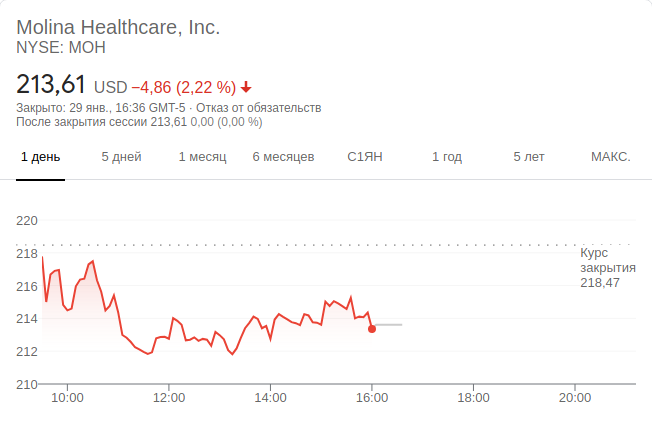 Molina Healthcare, Inc.
NYSE: MOH
213,61 USD −4,86 (2,22 %)
Закрыто: 29 янв., 16:36 GMT-5 · Отказ от обязательств
После закрытия сессии 213,61 0,00 (0,00 %)
1 день 5 дней 1 месяц 6 месяцев С1ЯН 1 год 5 лет МАКС.
220
218
216
214
212
210
Курс
закрытия
218,47
10:00 12:00 14:00 16:00 18:00 20:00